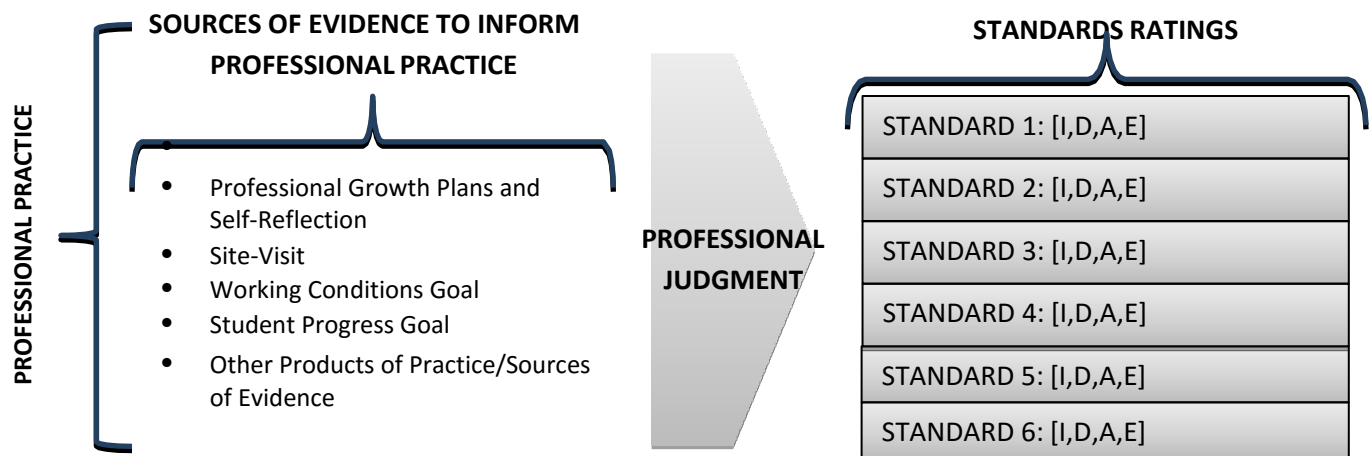 PROFESSIONAL PRACTICE
SOURCES OF EVIDENCE TO INFORM
PROFESSIONAL PRACTICE
•
• Professional Growth Plans and
Self-Reflection
• Site-Visit
• Working Conditions Goal
• Student Progress Goal
• Other Products of Practice/Sources
of Evidence
PROFESSIONAL
JUDGMENT
STANDARDS RATINGS
STANDARD 1: [I,D,A,E]
STANDARD 2: [I,D,A,E]
STANDARD 3: [I,D,A,E]
STANDARD 4: [I,D,A,E]
STANDARD 5: [I,D,A,E]
STANDARD 6: [I,D,A,E]